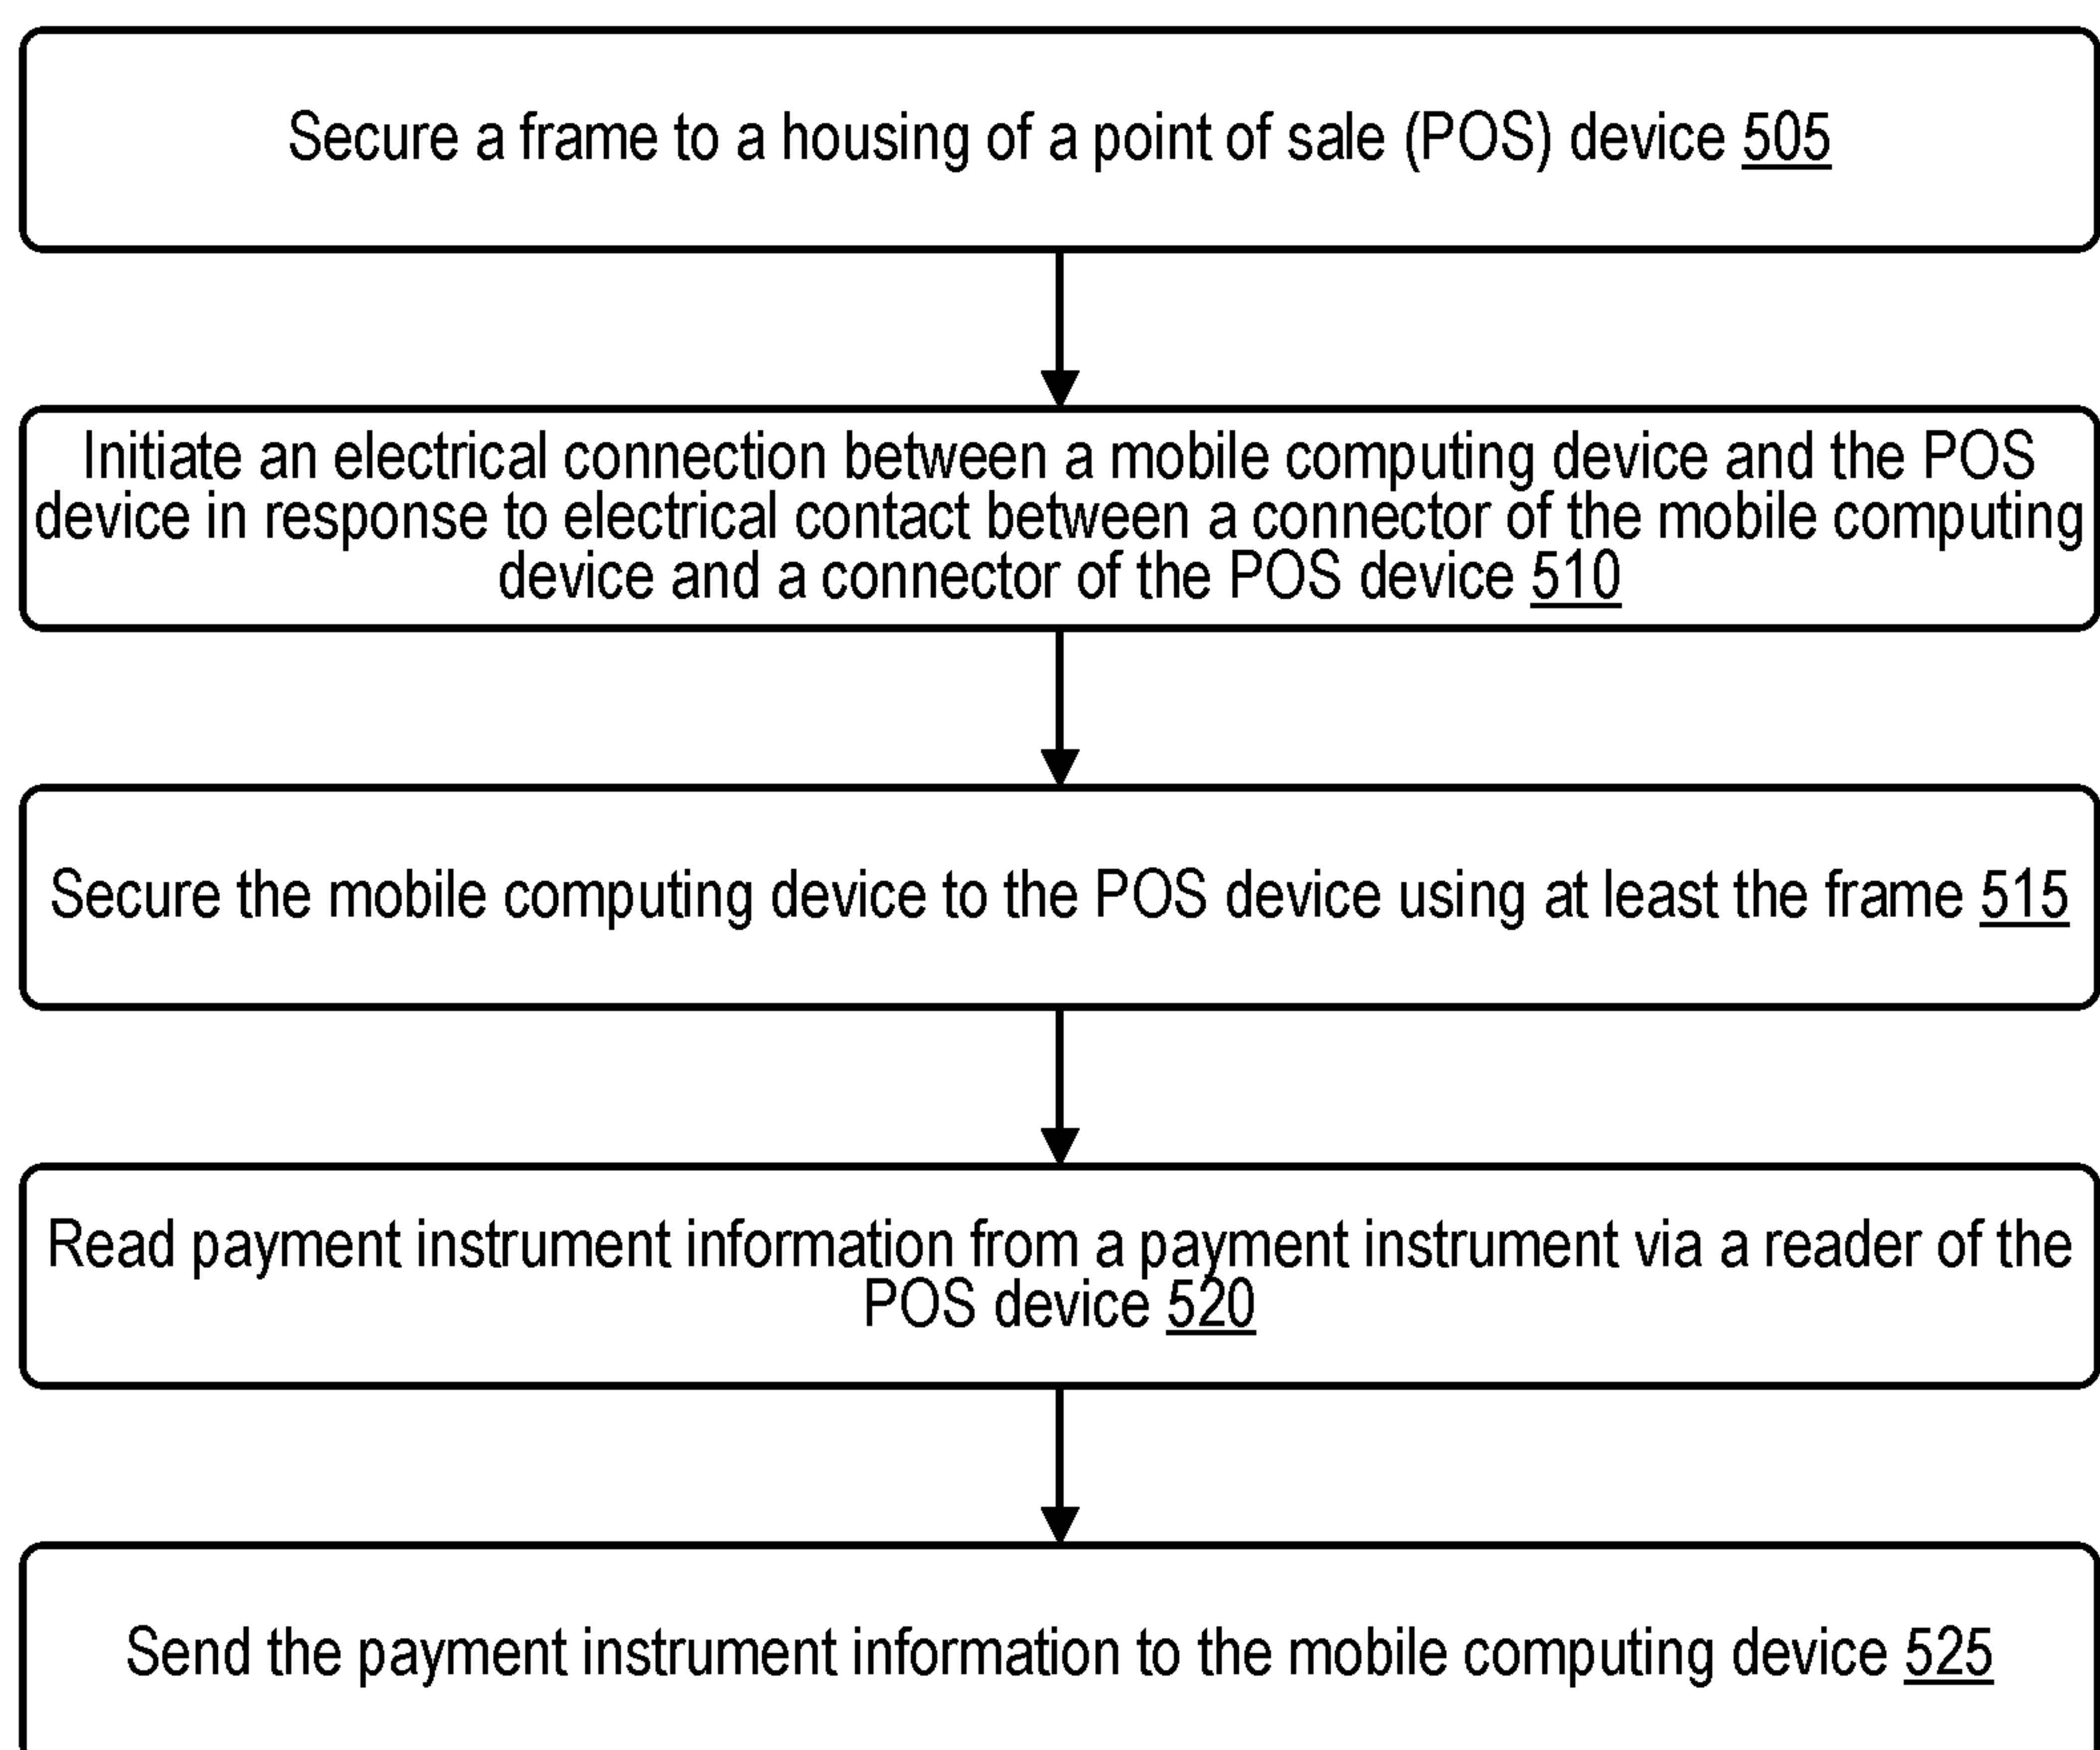 Secure a frame to a housing of a point of sale (POS) device 505
Initiate an electrical connection between a mobile computing device and the POS
device in response to electrical contact between a connector of the mobile computing
device and a connector of the POS device 510
Secure the mobile computing device to the POS device using at least the frame 515
Read payment instrument information from a payment instrument via a reader of the
POS device 520
Send the payment instrument information to the mobile computing device 525